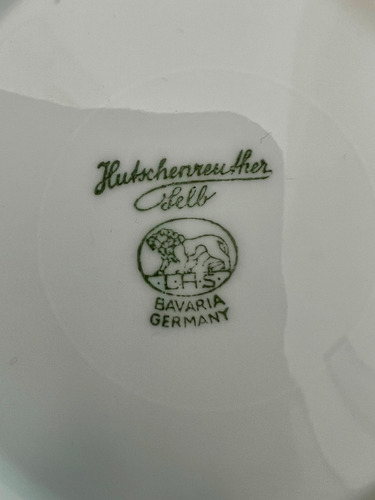 Hutschenreuther
Selb
L·H·S·
BAVARIA
GERMANY